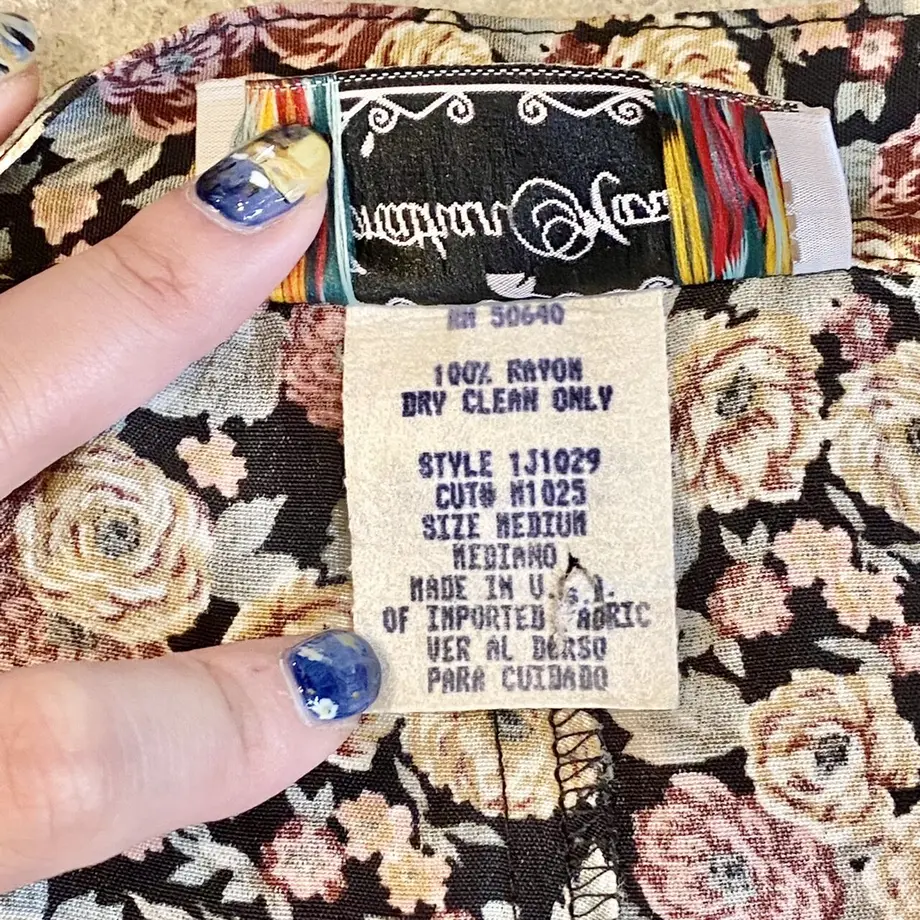 RN 50640
100% RAYON
DRY CLEAN ONLY
STYLE 1J1029
CUT# M1025
SIZE MEDIUM
MEDIANO
MADE IN U.S.A.
OF IMPORTED FABRIC
VER AL DORSO
PARA CUIDADO